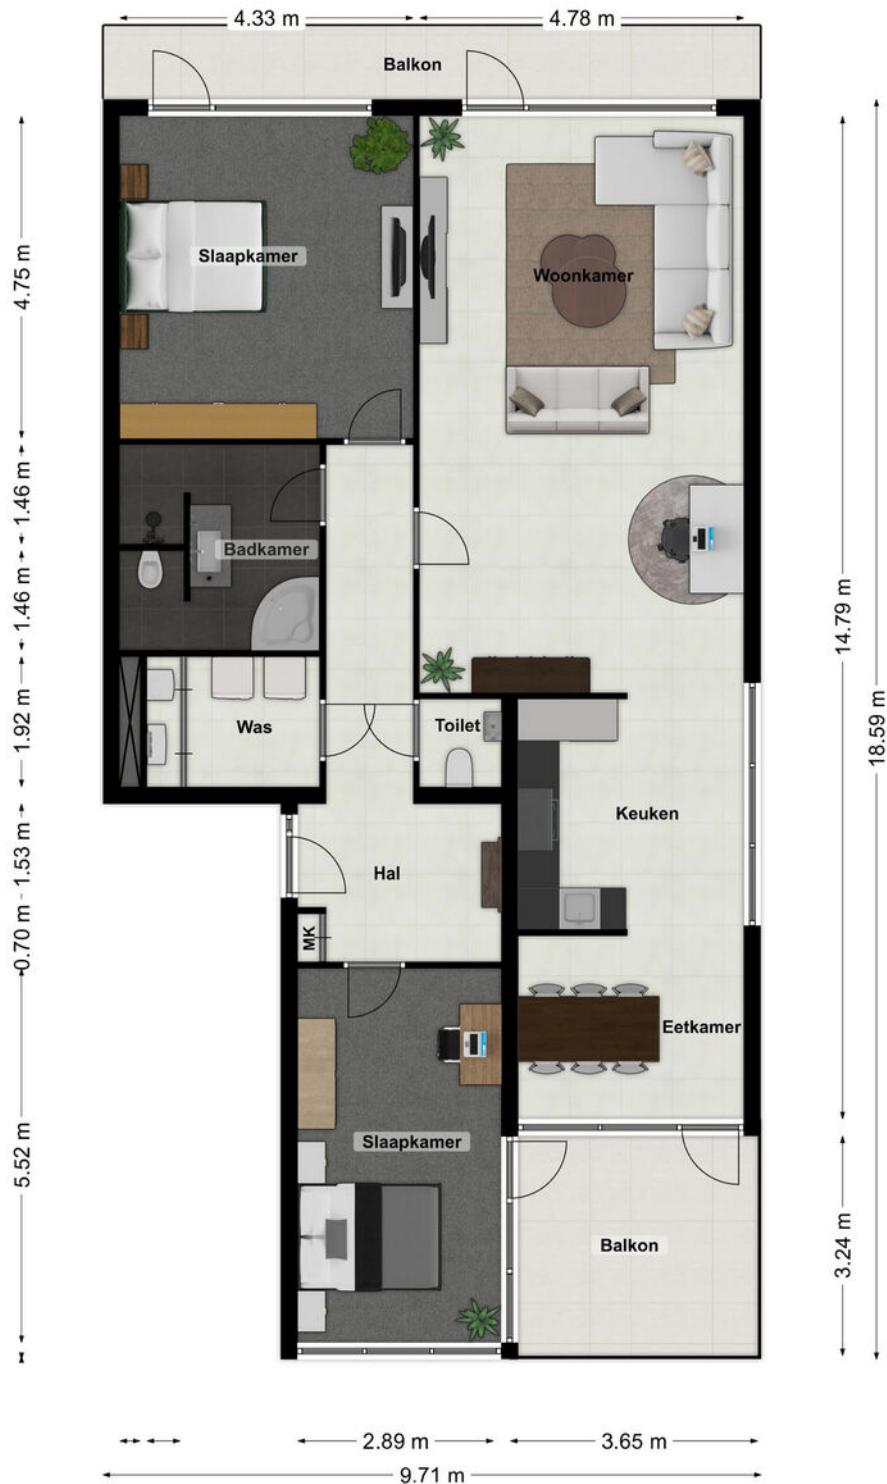 4.33 m
4.78 m
Balkon
4.75 m
Slaapkamer
Woonkamer
1.46 m
Badkamer
1.46 m
14.79 m
18.59 m
1.92 m
Was
Toilet
Keuken
1.53 m
Hal
0.70 m
MK
Eetkamer
5.52 m
Slaapkamer
Balkon
3.24 m
2.89 m
3.65 m
9.71 m